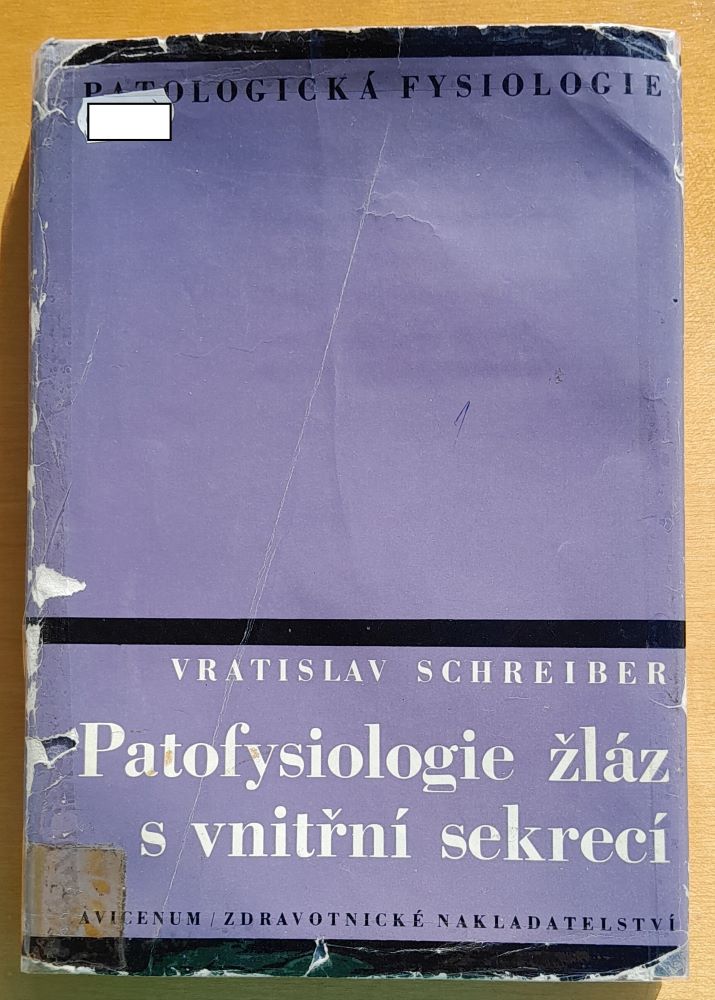 PATOLOGICKÁ FYSIOLOGIE
VRATISLAV SCHREIBER
Patofysiologie žláz
s vnitřní sekrecí
AVICENUM/ZDRAVOTNICKÉ NAKLADATELSTVÍ